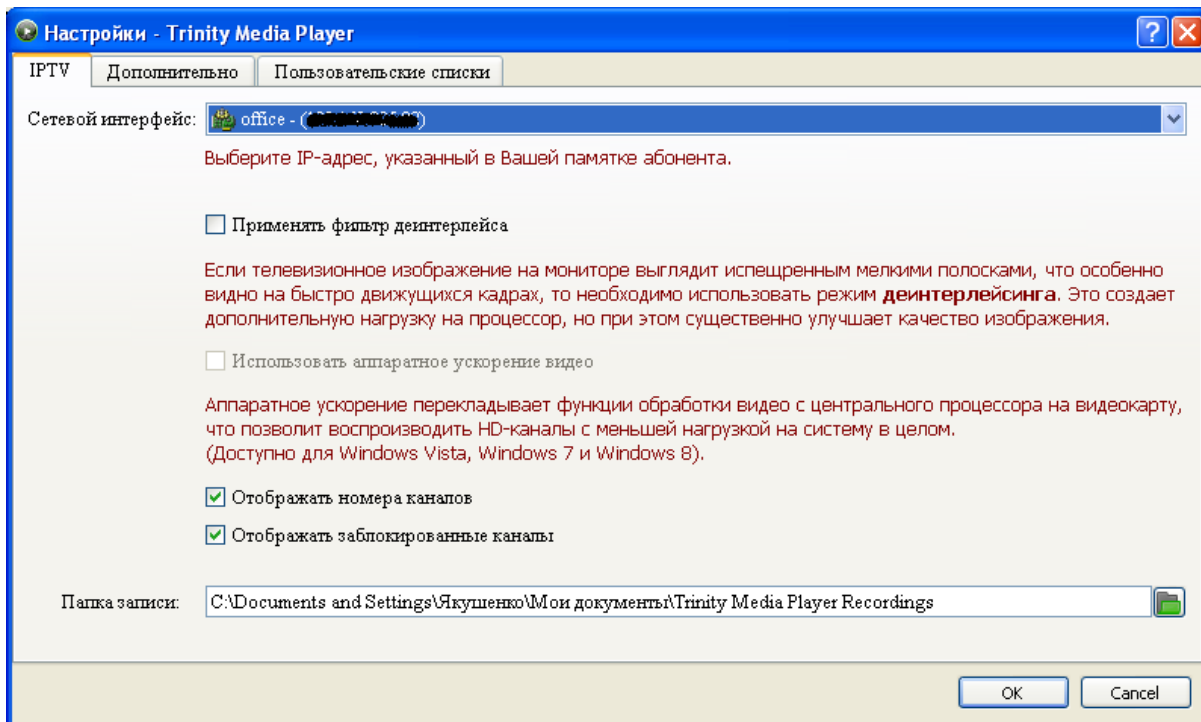 Настройки - Trinity Media Player
IPTV Дополнительно Пользовательские списки
Сетевой интерфейс: office - ( )
Выберите IP-адрес, указанный в Вашей памятке абонента.
Применять фильтр деинтерлейса
Если телевизионное изображение на мониторе выглядит испещренным мелкими полосками, что особенно
видно на быстро движущихся кадрах, то необходимо использовать режим деинтерлейсинга. Это создает
дополнительную нагрузку на процессор, но при этом существенно улучшает качество изображения.
Использовать аппаратное ускорение видео
Аппаратное ускорение перекладывает функции обработки видео с центрального процессора на видеокарту,
что позволит воспроизводить HD-каналы с меньшей нагрузкой на систему в целом.
(Доступно для Windows Vista, Windows 7 и Windows 8).
Отображать номера каналов
Отображать заблокированные каналы
Папка записи: C:\Documents and Settings\Якушенко\Мои документы\Trinity Media Player Recordings
OK Cancel